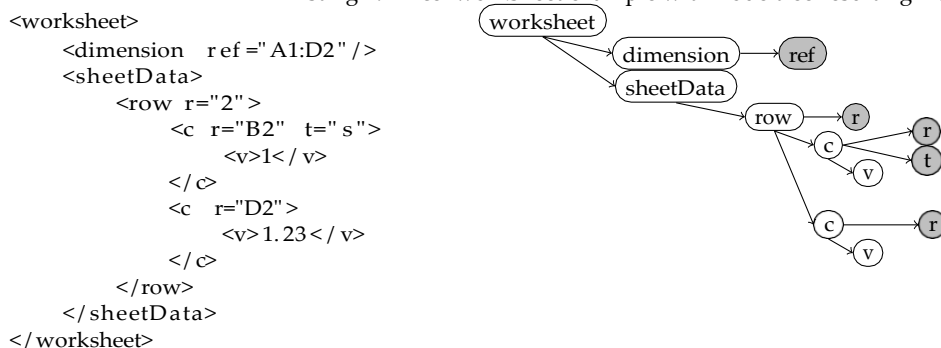 <worksheet>
<dimension ref="A1:D2"/>
<sheetData>
<row r="2">
<c r="B2" t="s">
<v>1</v>
</c>
<c r="D2">
<v>1.23</v>
</c>
</row>
</sheetData>
</worksheet>
worksheet
dimension ref
sheetData
row r
c r
t
v
c r
v